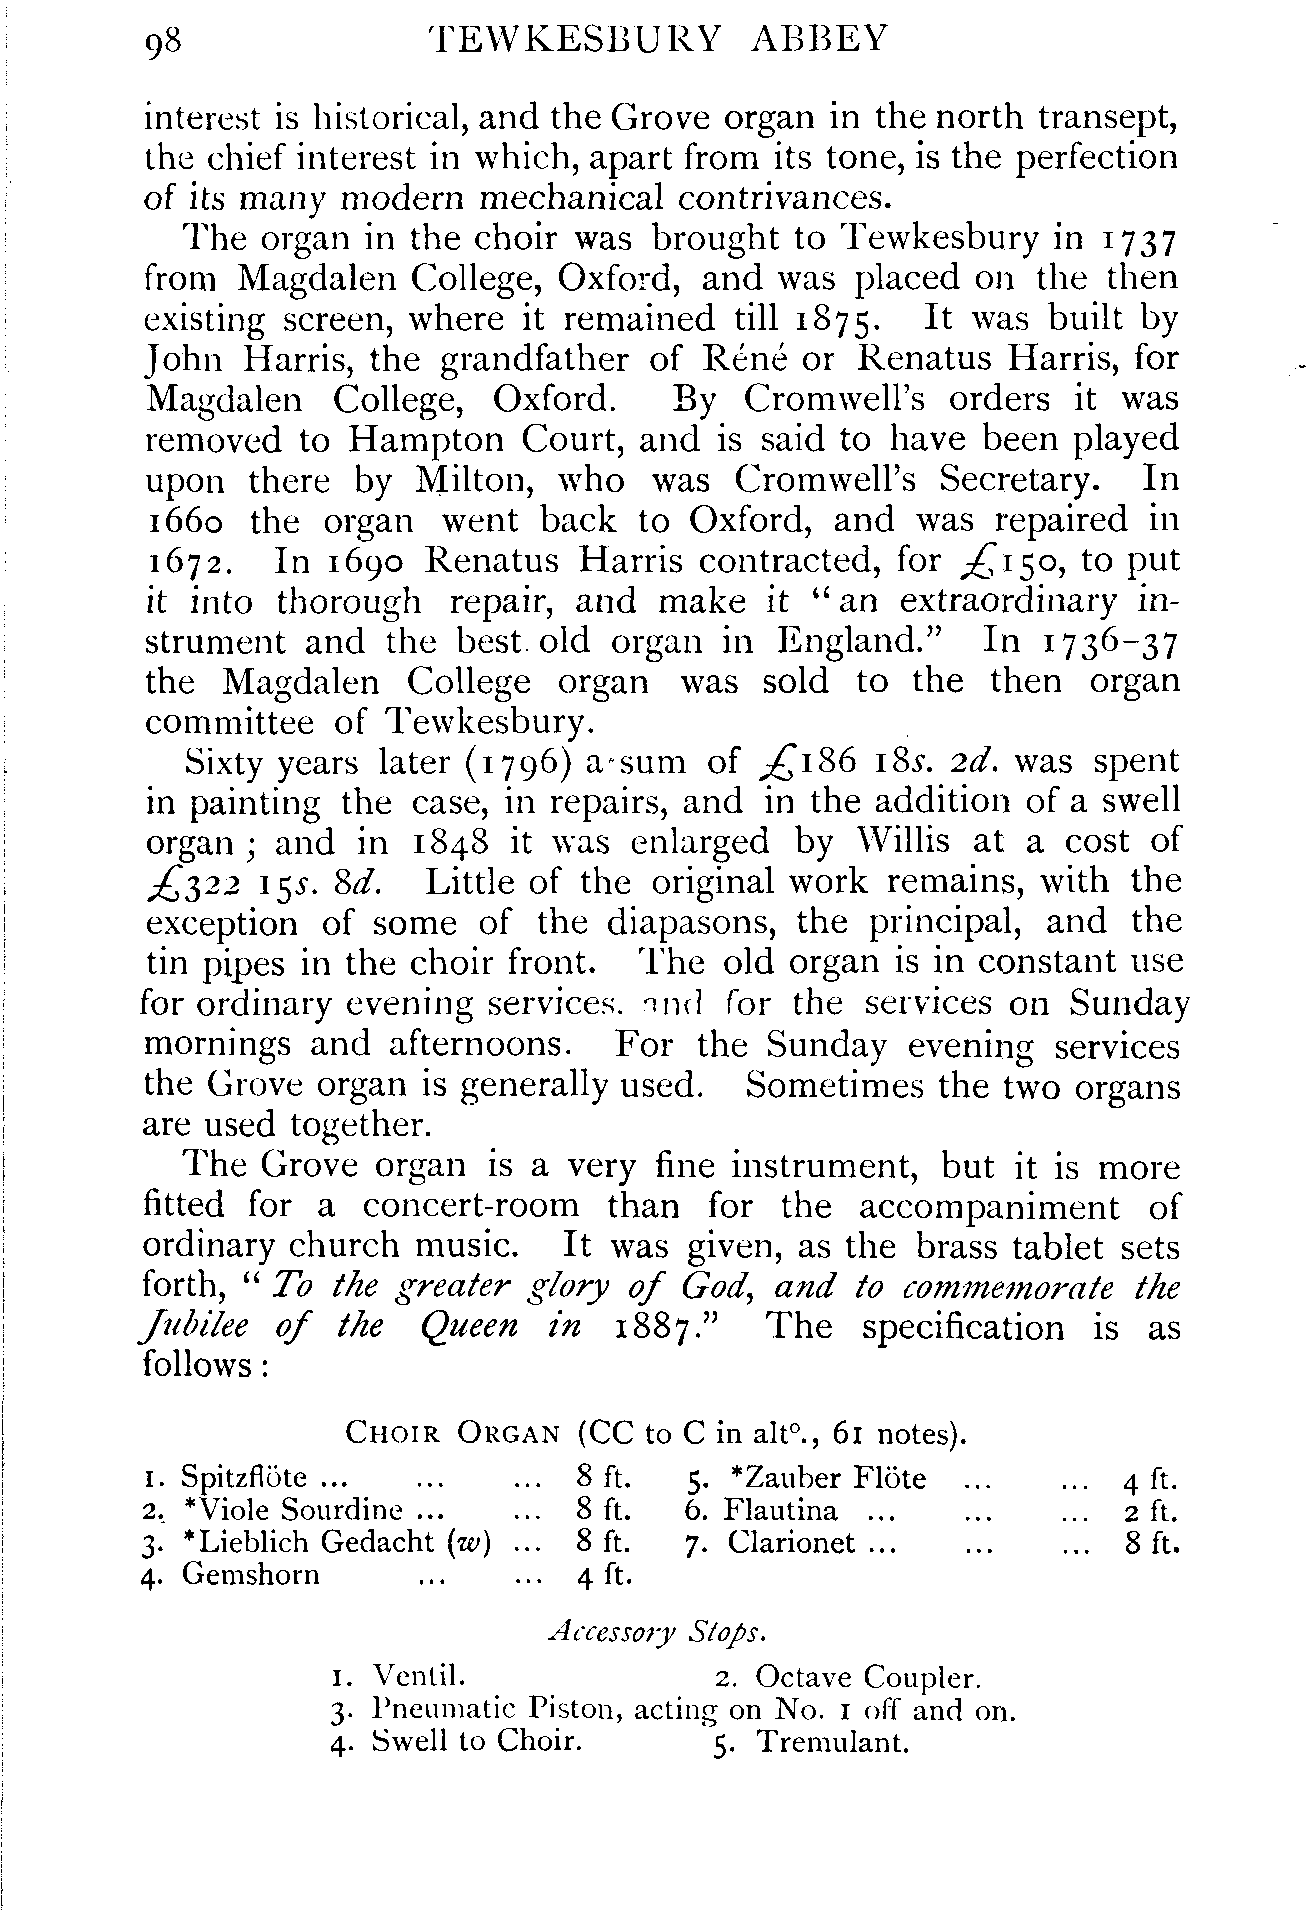 98 TEWKESBURY ABBEY
interest is historical, and the Grove organ in the north transept,
the chief interest in which, apart from its tone, is the perfection
of its many modern mechanical contrivances.
The organ in the choir was brought to Tewkesbury in 1737
from Magdalen College, Oxford, and was placed on the then
existing screen, where it remained till 1875. It was built by
John Harris, the grandfather of Réné or Renatus Harris, for
Magdalen College, Oxford. By Cromwell's orders it was
removed to Hampton Court, and is said to have been played
upon there by Milton, who was Cromwell's Secretary. In
1660 the organ went back to Oxford, and was repaired in
1672. In 1690 Renatus Harris contracted, for £150, to put
it into thorough repair, and make it "an extraordinary in-
strument and the best old organ in England." In 1736-37
the Magdalen College organ was sold to the then organ
committee of Tewkesbury.
Sixty years later (1796) a sum of £186 18s. 2d. was spent
in painting the case, in repairs, and in the addition of a swell
organ; and in 1848 it was enlarged by Willis at a cost of
£322 15s. 8d. Little of the original work remains, with the
exception of some of the diapasons, the principal, and the
tin pipes in the choir front. The old organ is in constant use
for ordinary evening services. and for the services on Sunday
mornings and afternoons. For the Sunday evening services
the Grove organ is generally used. Sometimes the two organs
are used together.
The Grove organ is a very fine instrument, but it is more
fitted for a concert-room than for the accompaniment of
ordinary church music. It was given, as the brass tablet sets
forth, "To the greater glory of God, and to commemorate the
Jubilee of the Queen in 1887." The specification is as
follows:
CHOIR ORGAN (CC to C in altº., 61 notes).
1. Spitzflöte ... ... ... 8 ft. 5. *Zauber Flöte ... ... 4 ft.
2. *Viole Sourdine ... ... 8 ft. 6. Flautina ... ... ... 2 ft.
3. *Lieblich Gedacht (w) ... 8 ft. 7. Clarionet ... ... ... 8 ft.
4. Gemshorn ... ... 4 ft.
Accessory Stops.
1. Ventil. 2. Octave Coupler.
3. Pneumatic Piston, acting on No. 1 off and on.
4. Swell to Choir. 5. Tremulant.